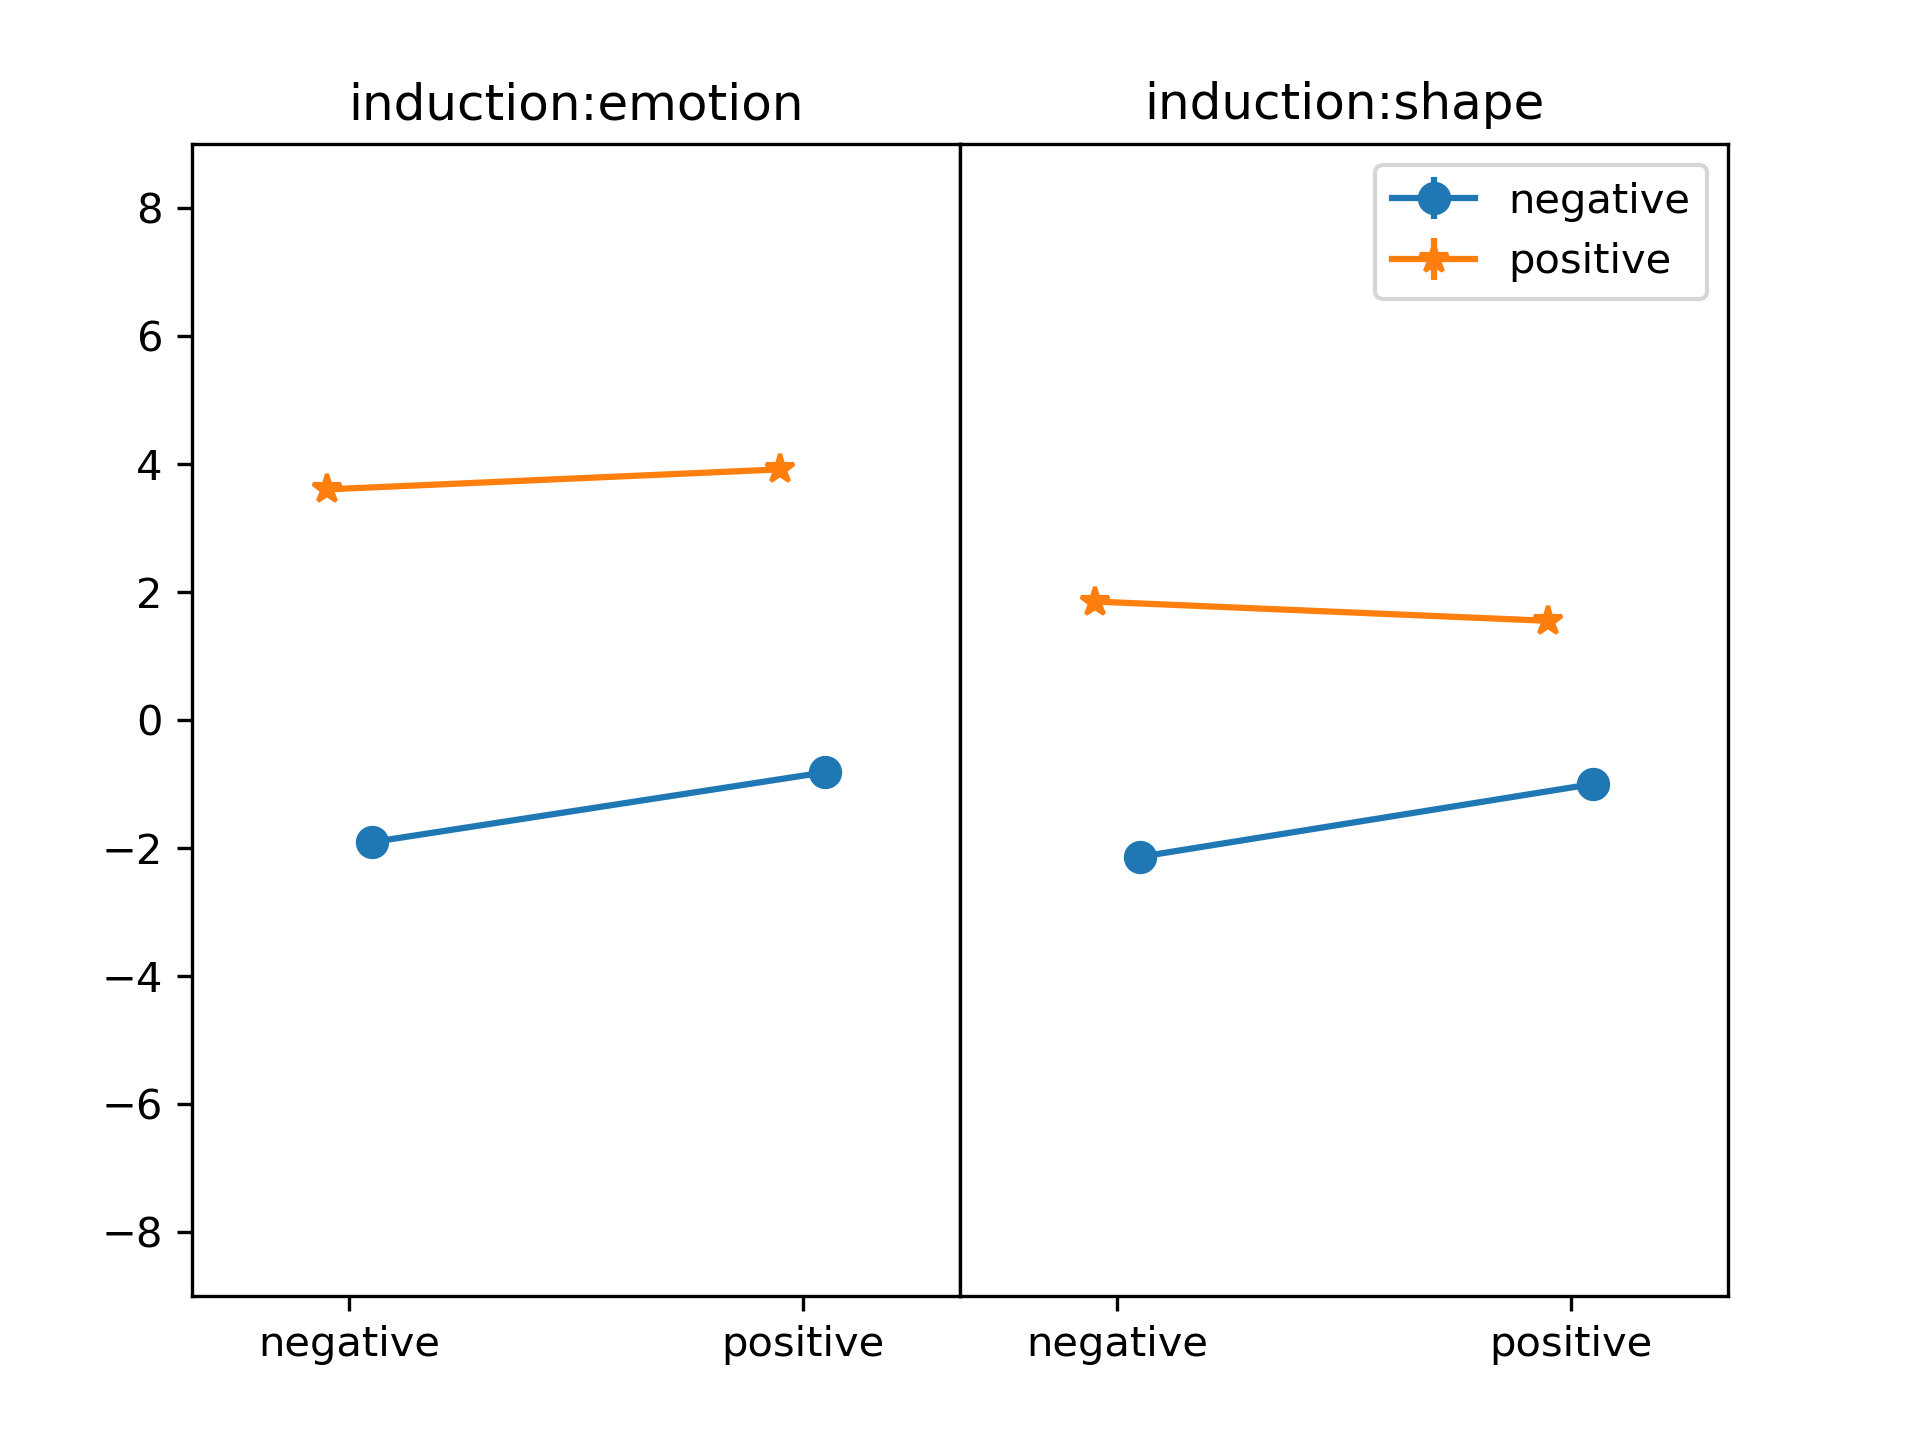 induction:emotion
induction:shape
negative
positive
8
6
4
2
0
−2
−4
−6
−8
negative
positive
negative
positive